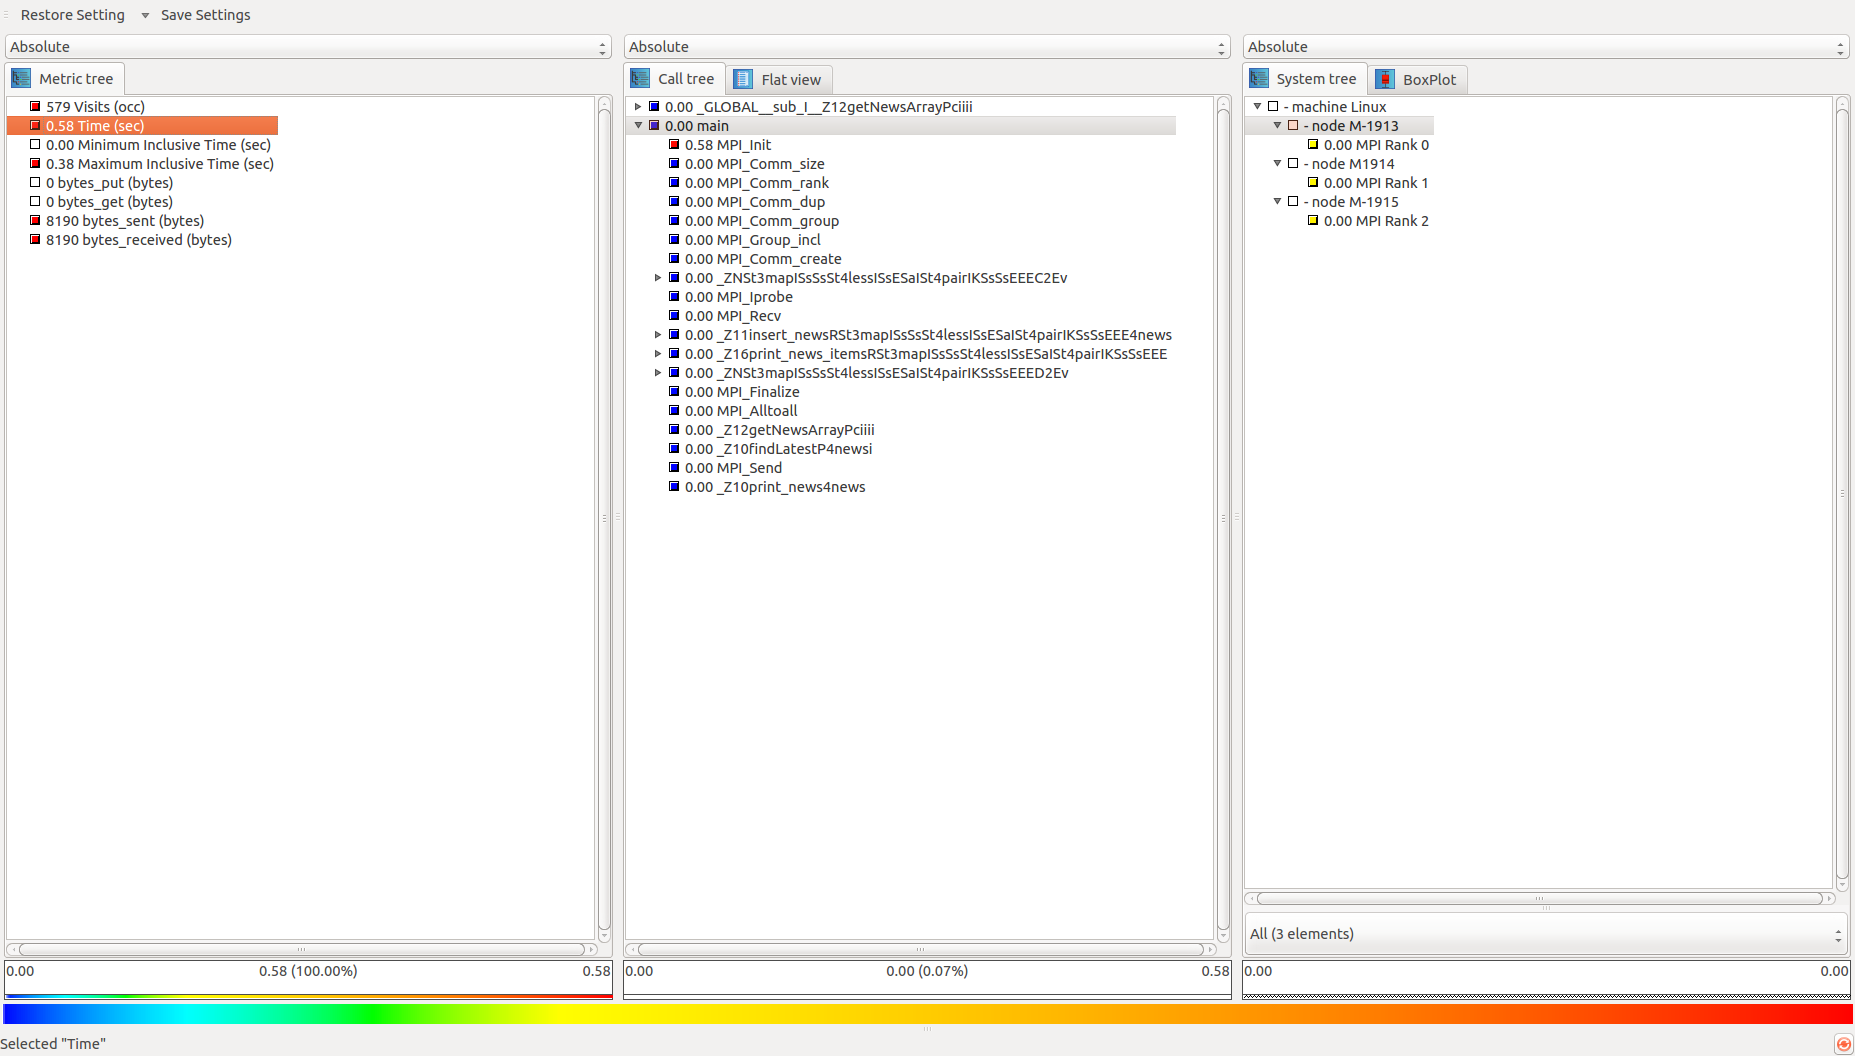 Restore Setting Save Settings
Absolute
Metric tree
579 Visits (occ)
0.58 Time (sec)
0.00 Minimum Inclusive Time (sec)
0.38 Maximum Inclusive Time (sec)
0 bytes_put (bytes)
0 bytes_get (bytes)
8190 bytes_sent (bytes)
8190 bytes_received (bytes)
0.00 0.58 (100.00%) 0.58
Absolute
Call tree Flat view
0.00 _GLOBAL__sub_I__Z12getNewsArrayPciiii
0.00 main
0.58 MPI_Init
0.00 MPI_Comm_size
0.00 MPI_Comm_rank
0.00 MPI_Comm_dup
0.00 MPI_Comm_group
0.00 MPI_Group_incl
0.00 MPI_Comm_create
0.00 _ZNSt3mapISsSsSt4lessISsESaISt4pairIKSsSsEEEC2Ev
0.00 MPI_Iprobe
0.00 MPI_Recv
0.00 _Z11insert_newsRSt3mapISsSsSt4lessISsESaISt4pairIKSsSsEEE4news
0.00 _Z16print_news_itemsRSt3mapISsSsSt4lessISsESaISt4pairIKSsSsEEE
0.00 _ZNSt3mapISsSsSt4lessISsESaISt4pairIKSsSsEEED2Ev
0.00 MPI_Finalize
0.00 MPI_Alltoall
0.00 _Z12getNewsArrayPciiii
0.00 _Z10findLatestP4newsi
0.00 MPI_Send
0.00 _Z10print_news4news
0.00 0.00 (0.07%) 0.58
Absolute
System tree BoxPlot
- machine Linux
- node M-1913
0.00 MPI Rank 0
- node M1914
0.00 MPI Rank 1
- node M-1915
0.00 MPI Rank 2
All (3 elements)
0.00 0.00
Selected "Time"